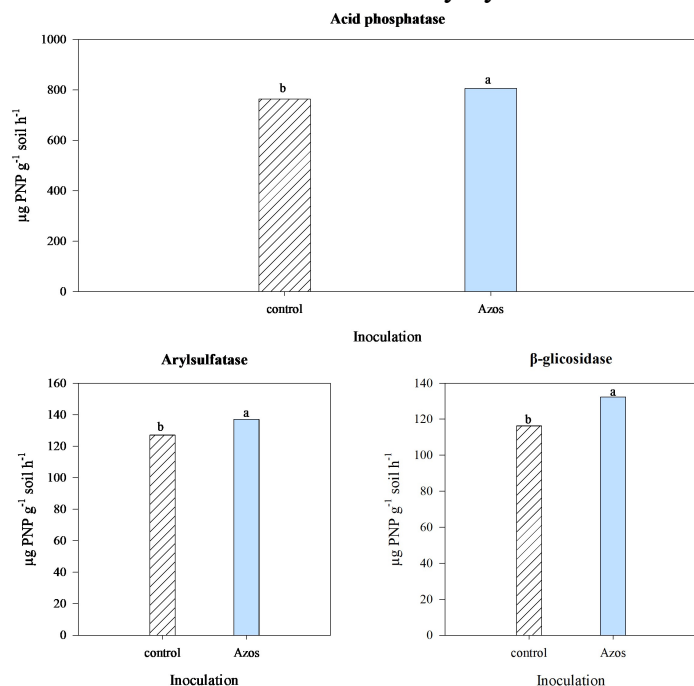 Acid phosphatase
1000
800
600
400
200
0
µg PNP g⁻¹ soil h⁻¹
b
a
control
Azos
Inoculation
Arylsulfatase
160
140
120
100
80
60
40
20
0
µg PNP g⁻¹ soil h⁻¹
b
a
control
Azos
Inoculation
β-glicosidase
140
120
100
80
60
40
20
0
µg PNP g⁻¹ soil h⁻¹
b
a
control
Azos
Inoculation